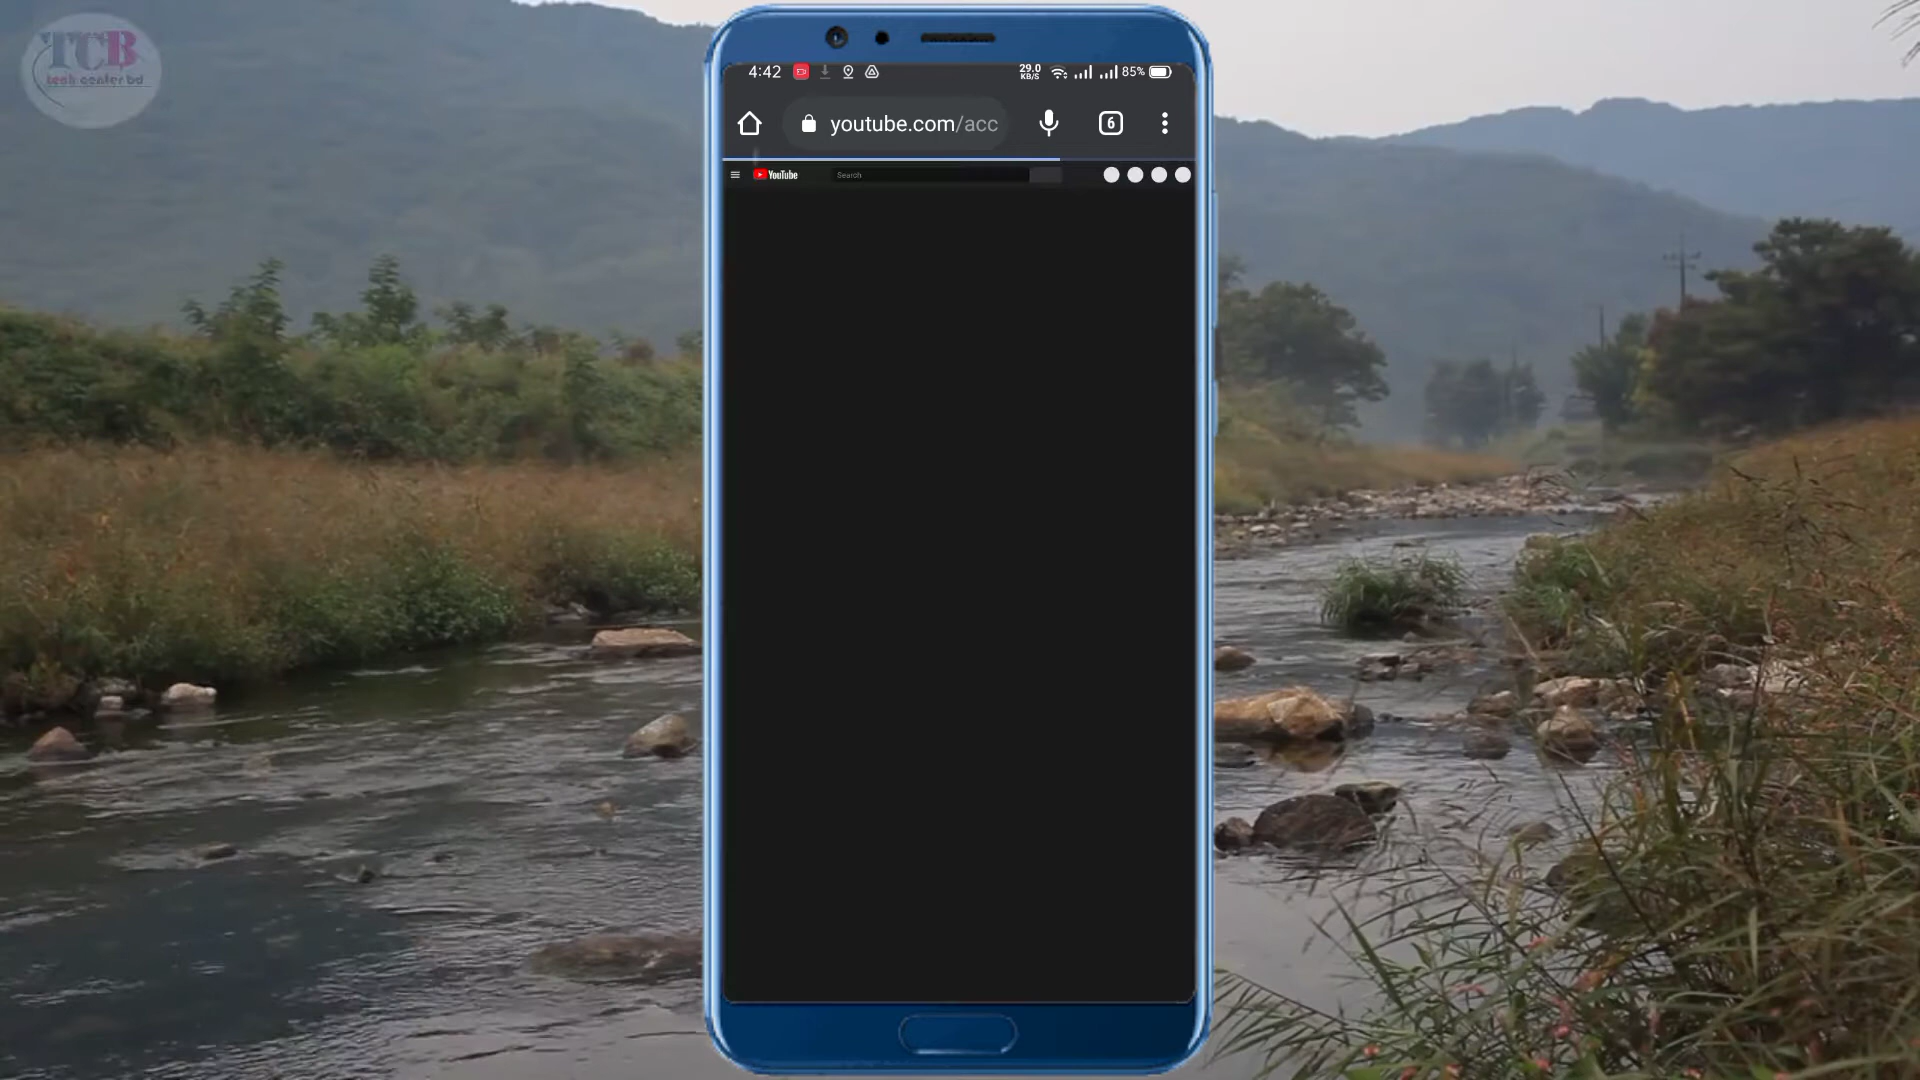 TCB
tech center bd
4:42
29.0
KB/S
85%
youtube.com/acc
6
YouTube
Search